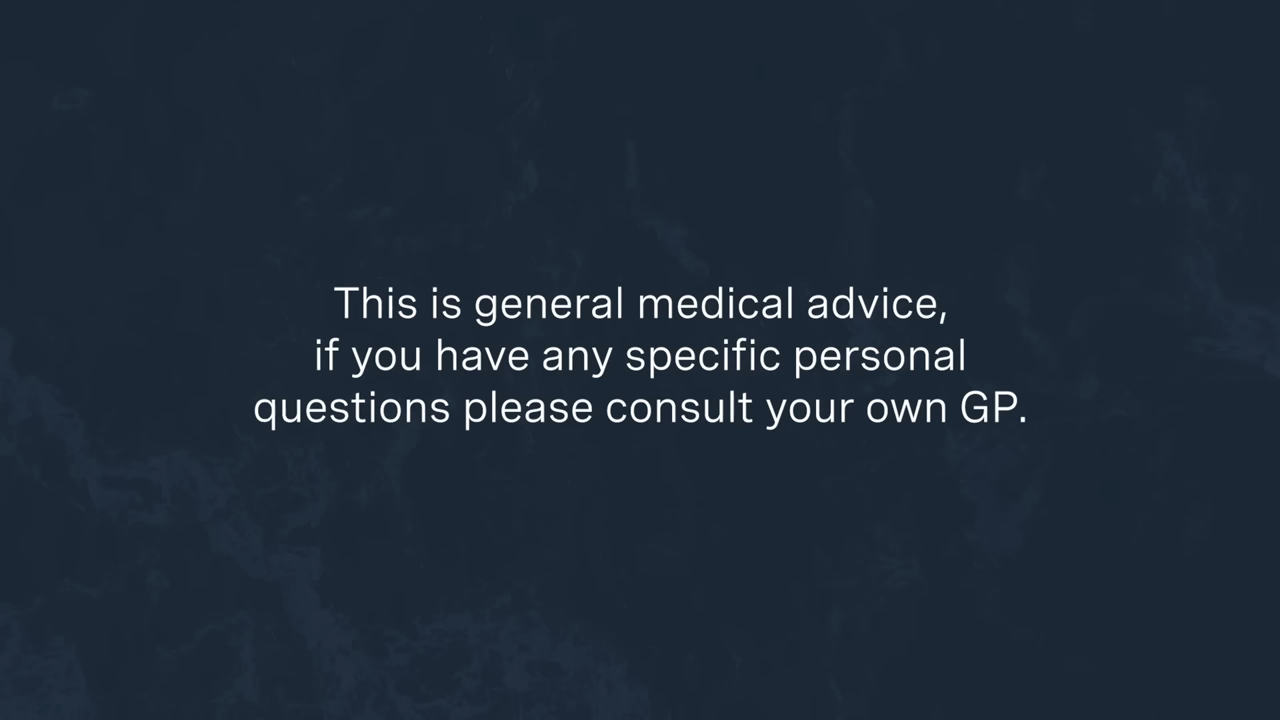 This is general medical advice,
if you have any specific personal
questions please consult your own GP.